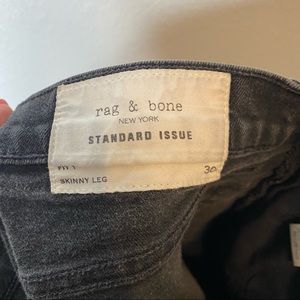 rag & bone
NEW YORK
STANDARD ISSUE
FIT 1 30
SKINNY LEG